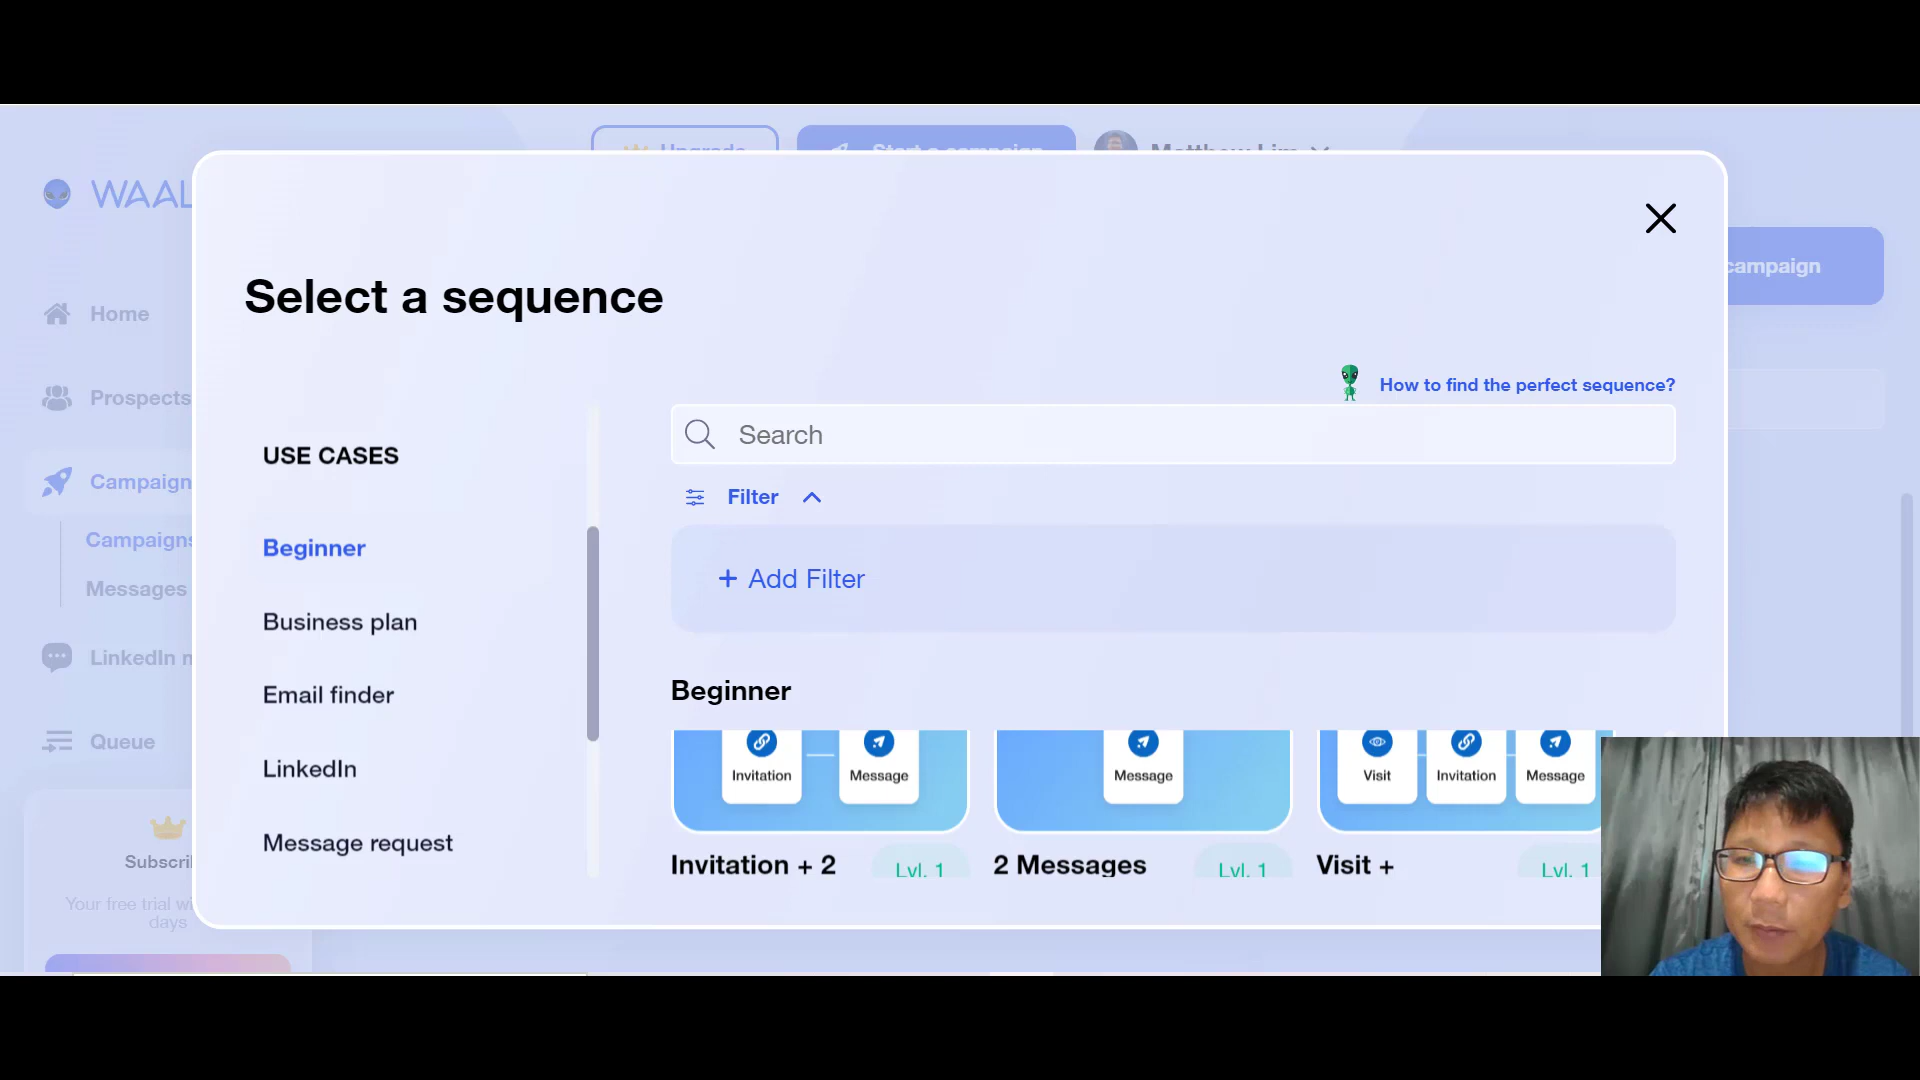 Upgrade
Start a campaign
Matthew Lim
WAAL
campaign
Home
Prospects
Campaign
Campaigns
Messages
LinkedIn
Queue
Your free trial
days
Select a sequence
How to find the perfect sequence?
Search
Filter
+ Add Filter
USE CASES
Beginner
Business plan
Email finder
LinkedIn
Message request
Beginner
Invitation
Message
Message
Visit
Invitation
Message
Invitation + 2
Lvl. 1
2 Messages
Lvl. 1
Visit +
Lvl. 1